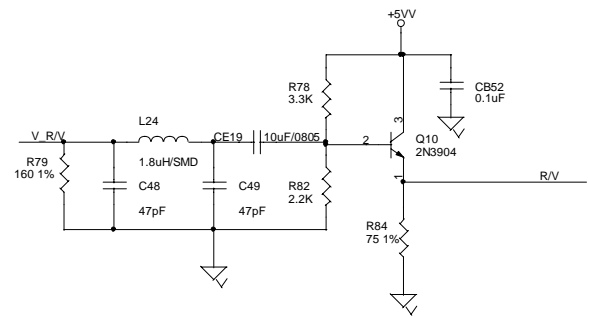 +5VV
R78
3.3K
CB52
0.1uF
L24
3
V_R/V
CE19
10uF/0805
2
Q10
2N3904
R79
160 1%
1.8uH/SMD
C48
C49
R82
2.2K
1
R/V
47pF
47pF
R84
75 1%